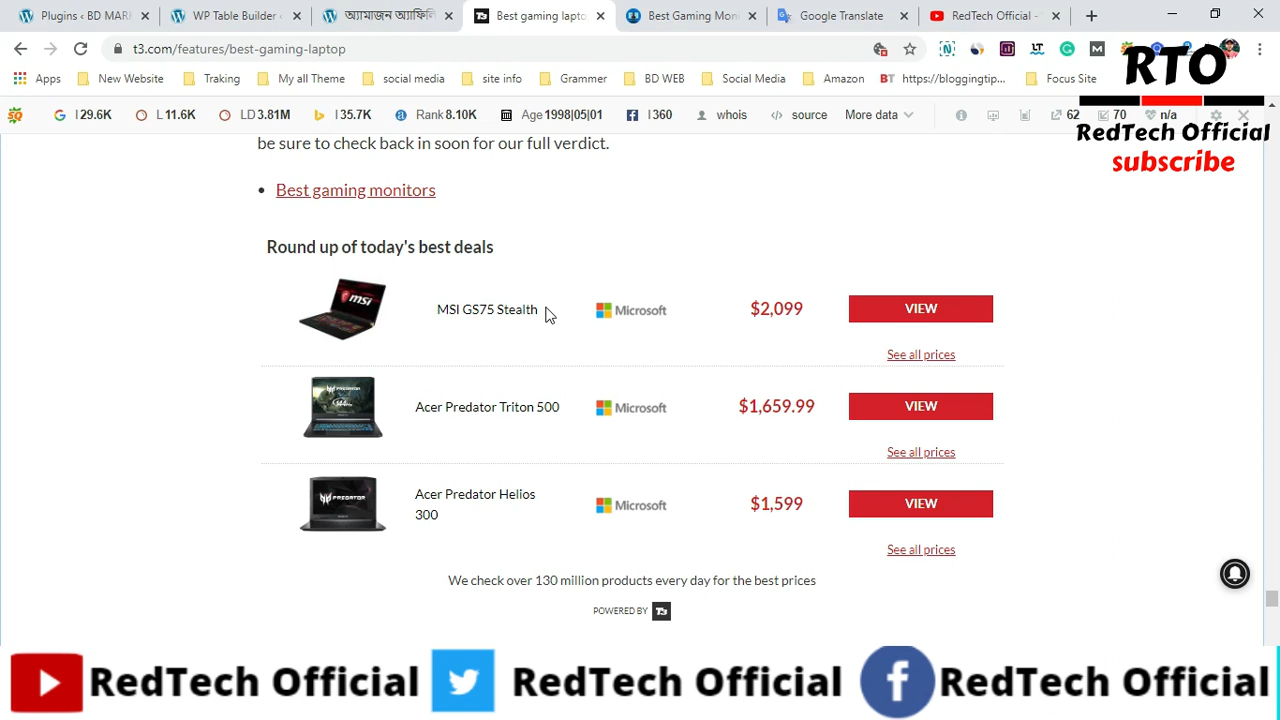 Plugins ‹ BD MAR
WP Table Builder ‹
অ্যামাজন অ্যাফিলি
T3
Best gaming lapto
Best Gaming Mon
Google Translate
RedTech Official -
t3.com/features/best-gaming-laptop
Apps
New Website
Traking
My all Theme
social media
site info
Grammer
BD WEB
Social Media
Amazon
BT https://bloggingtip...
Focus Site
RTO
RedTech Official
subscribe
I 29.6K
L 11.6K
LD 3.81M
I 35.7K
Rank 8.10K
Age 1998|05|01
I 360
whois
source
More data
62
70
n/a
be sure to check back in soon for our full verdict.
• Best gaming monitors
Round up of today's best deals
msi
MSI GS75 Stealth
Microsoft
$2,099
VIEW
See all prices
PREDATOR
Acer Predator Triton 500
Microsoft
$1,659.99
VIEW
See all prices
PREDATOR
Acer Predator Helios
300
Microsoft
$1,599
VIEW
See all prices
We check over 130 million products every day for the best prices
POWERED BY T3
RedTech Official
RedTech Official
RedTech Official